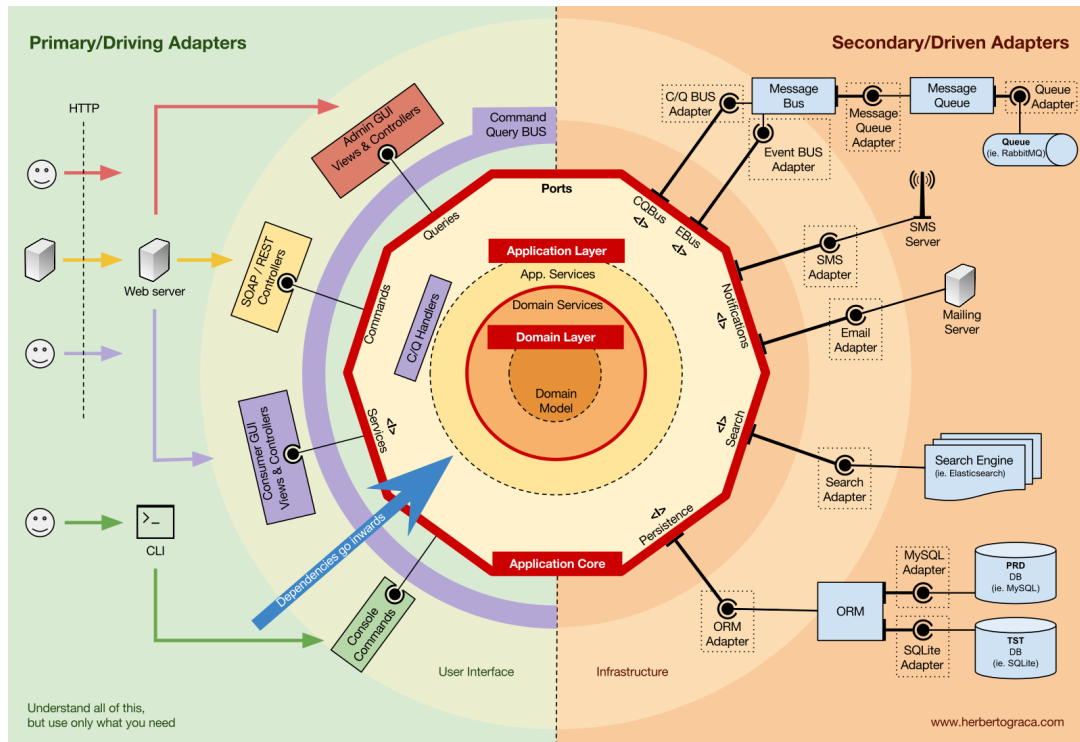 Primary/Driving Adapters
Secondary/Driven Adapters
HTTP
Web server
CLI
Admin GUI
Views & Controllers
SOAP / REST
Controllers
Consumer GUI
Views & Controllers
Console
Commands
Command
Query BUS
Queries
Commands
Services
</>
C/Q Handlers
Dependencies go inwards
Ports
Application Layer
App. Services
Domain Services
Domain Layer
Domain
Model
Application Core
CQBus
</>
EBus
</>
Notifications
</>
Search
</>
Persistence
</>
C/Q BUS
Adapter
Message
Bus
Event BUS
Adapter
Message
Queue
Adapter
Message
Queue
Queue
Adapter
Queue
(ie. RabbitMQ)
SMS
Adapter
SMS
Server
Email
Adapter
Mailing
Server
Search
Adapter
Search Engine
(ie. Elasticsearch)
ORM
Adapter
ORM
MySQL
Adapter
PRD
DB
(ie. MySQL)
SQLite
Adapter
TST
DB
(ie. SQLite)
User Interface
Infrastructure
Understand all of this,
but use only what you need
www.herbertograca.com